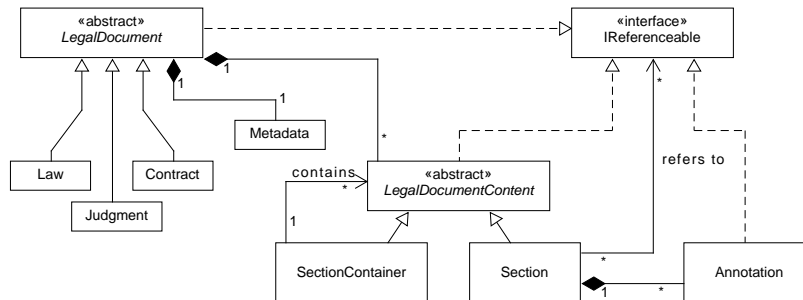 «abstract»
LegalDocument
«interface»
IReferenceable
1
1
1
*
Metadata
*
Law
Contract
Judgment
contains
*
1
«abstract»
LegalDocumentContent
refers to
SectionContainer
Section
*
1
*
Annotation